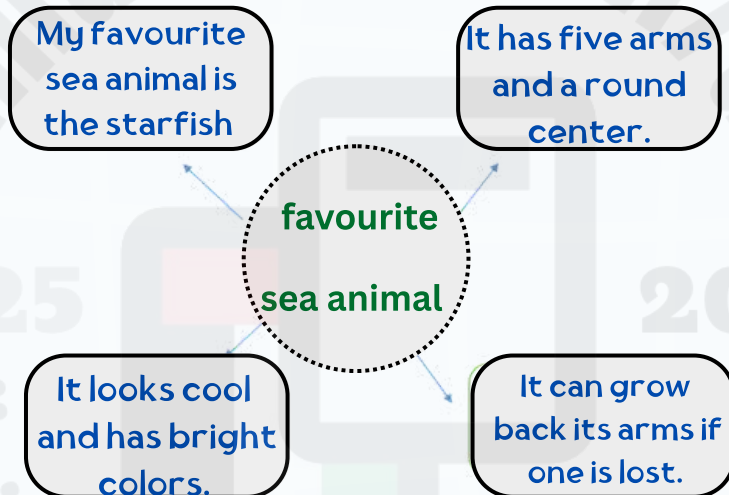 My favourite
sea animal is
the starfish
It has five arms
and a round
center.
favourite
sea animal
It looks cool
and has bright
colors.
It can grow
back its arms if
one is lost.
25